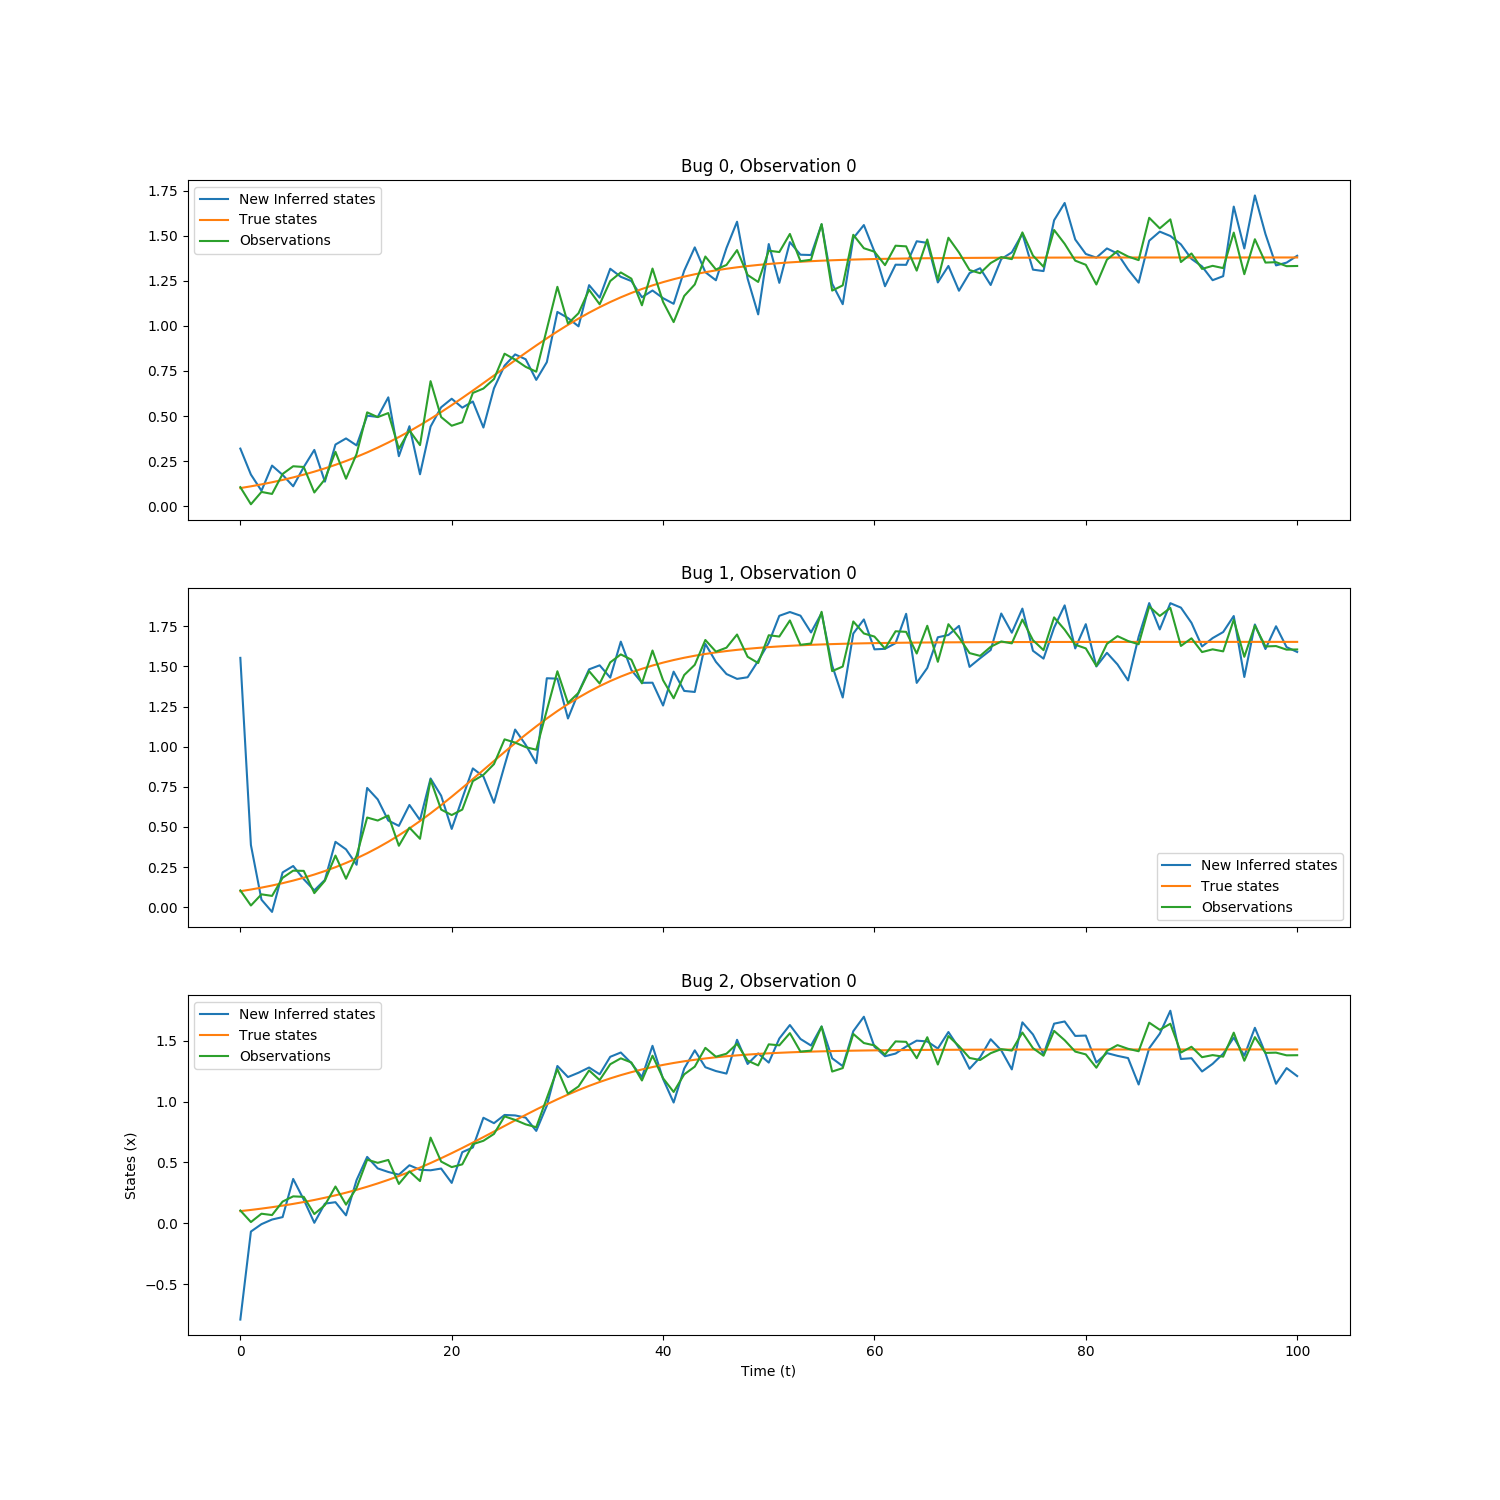 Bug 0, Observation 0
1.75
1.50
1.25
1.00
0.75
0.50
0.25
0.00
New Inferred states
True states
Observations
Bug 1, Observation 0
1.75
1.50
1.25
1.00
0.75
0.50
0.25
0.00
New Inferred states
True states
Observations
Bug 2, Observation 0
States (x)
1.5
1.0
0.5
0.0
−0.5
New Inferred states
True states
Observations
0 20 40 60 80 100
Time (t)